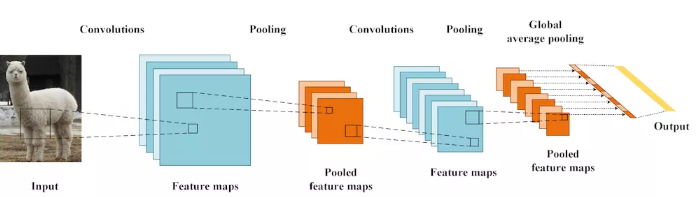 Convolutions
Pooling
Convolutions
Pooling
Global
average pooling
Input
Feature maps
Pooled
feature maps
Feature maps
Pooled
feature maps
Output